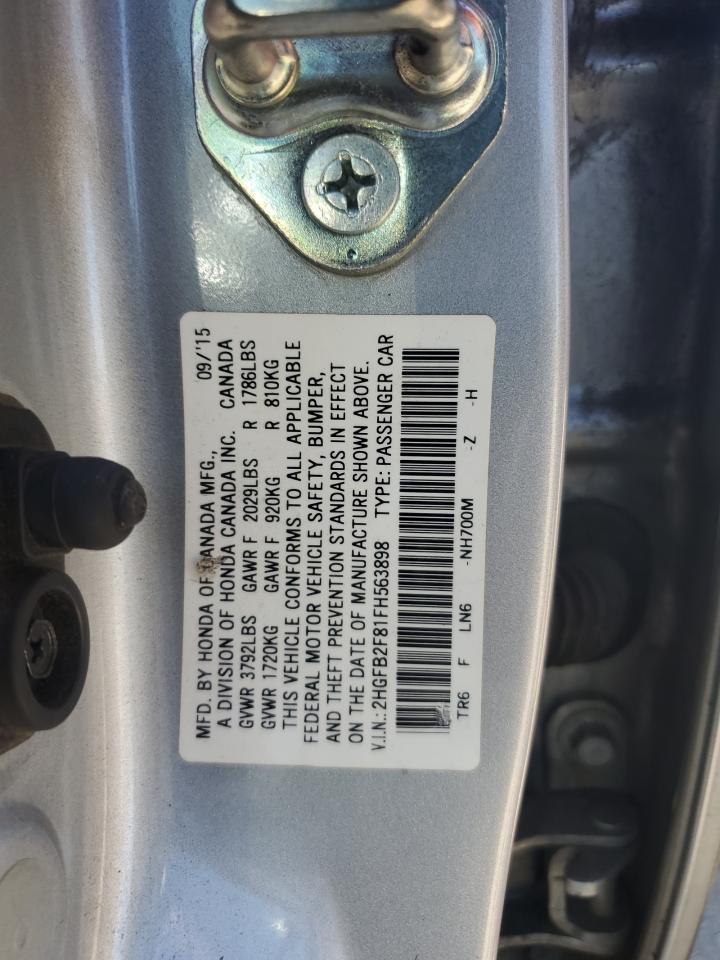 MFD. BY HONDA OF CANADA MFG., 09/'15
A DIVISION OF HONDA CANADA INC. CANADA
GVWR 3792LBS GAWR F 2029LBS R 1786LBS
GVWR 1720KG GAWR F 920KG R 810KG
THIS VEHICLE CONFORMS TO ALL APPLICABLE
FEDERAL MOTOR VEHICLE SAFETY, BUMPER,
AND THEFT PREVENTION STANDARDS IN EFFECT
ON THE DATE OF MANUFACTURE SHOWN ABOVE.
V.I.N.: 2HGFB2F81FH563898 TYPE: PASSENGER CAR
TR6 F LN6 -NH700M -Z -H